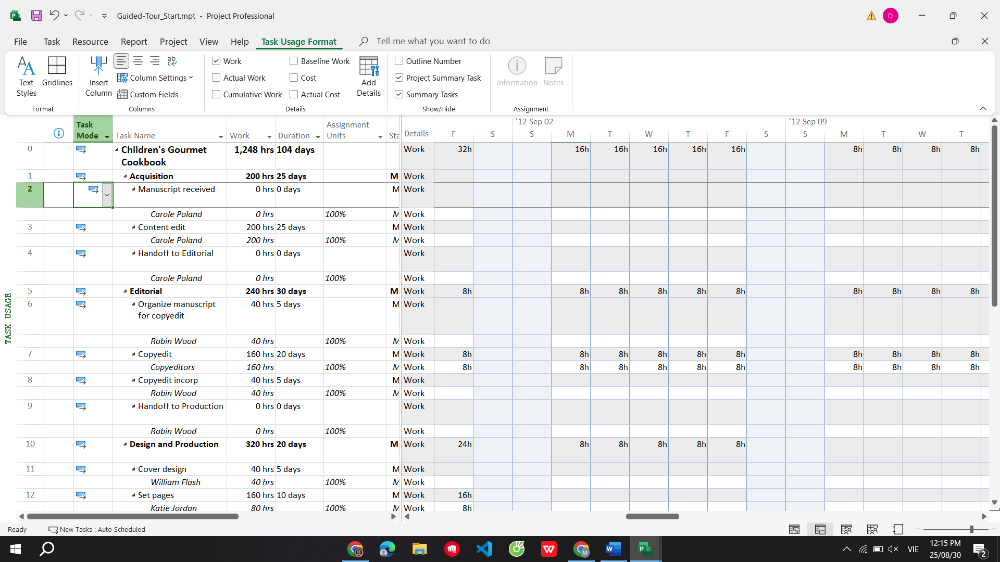 Guided-Tour_Start.mpt - Project Professional
D
File Task Resource Report Project View Help Task Usage Format Tell me what you want to do
Text Styles
Gridlines
Format
Insert Column
Column Settings
Custom Fields
Columns
Work
Actual Work
Cumulative Work
Baseline Work
Cost
Actual Cost
Add Details
Details
Outline Number
Project Summary Task
Summary Tasks
Show/Hide
Information
Notes
Assignment
Task Mode Task Name Work Duration Assignment Units Sta Details
'12 Sep 02 '12 Sep 09
F S S M T W T F S S M T W T
0 Children's Gourmet Cookbook 1,248 hrs 104 days Work 32h 16h 16h 16h 16h 16h 8h 8h 8h 8h
1 Acquisition 200 hrs 25 days M Work
2 Manuscript received 0 hrs 0 days M Work
Carole Poland 0 hrs 100% M Work
3 Content edit 200 hrs 25 days M Work
Carole Poland 200 hrs 100% M Work
4 Handoff to Editorial 0 hrs 0 days M Work
Carole Poland 0 hrs 100% M Work
5 Editorial 240 hrs 30 days M Work 8h 8h 8h 8h 8h 8h 8h 8h 8h 8h
6 Organize manuscript for copyedit 40 hrs 5 days M Work
Robin Wood 40 hrs 100% M Work
7 Copyedit 160 hrs 20 days M Work 8h 8h 8h 8h 8h 8h 8h 8h 8h 8h
Copyeditors 160 hrs 100% M Work 8h 8h 8h 8h 8h 8h 8h 8h 8h 8h
8 Copyedit incorp 40 hrs 5 days M Work
Robin Wood 40 hrs 100% M Work
9 Handoff to Production 0 hrs 0 days M Work
Robin Wood 0 hrs 100% M Work
10 Design and Production 320 hrs 20 days M Work 24h 8h 8h 8h 8h 8h
11 Cover design 40 hrs 5 days M Work
William Flash 40 hrs 100% M Work
12 Set pages 160 hrs 10 days M Work 16h
Katie Jordan 80 hrs 100% M Work 8h
TASK USAGE
Ready New Tasks : Auto Scheduled
VIE
12:15 PM
25/08/30
2